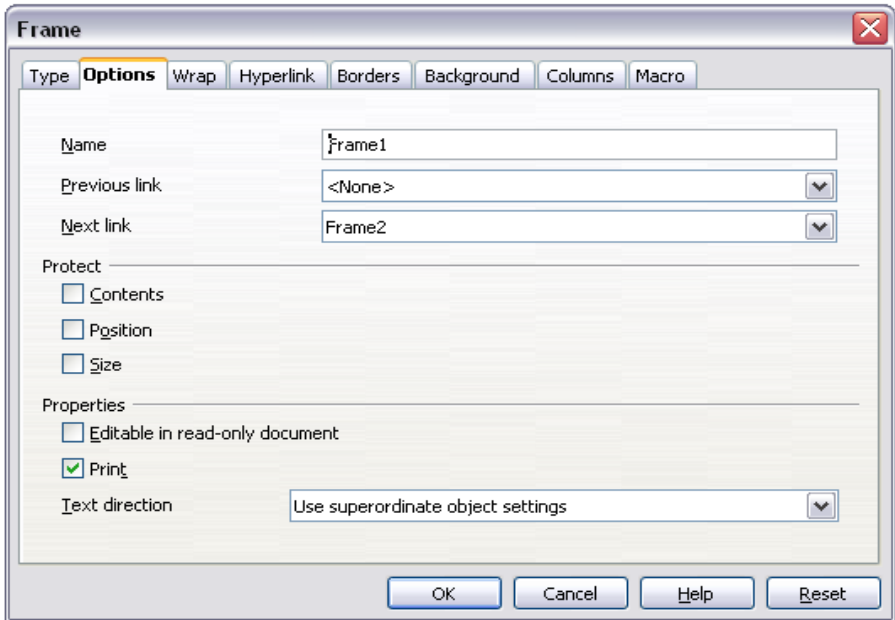 Frame
Type Options Wrap Hyperlink Borders Background Columns Macro
Name Frame1
Previous link <None>
Next link Frame2
Protect
Contents
Position
Size
Properties
Editable in read-only document
Print
Text direction Use superordinate object settings
OK Cancel Help Reset